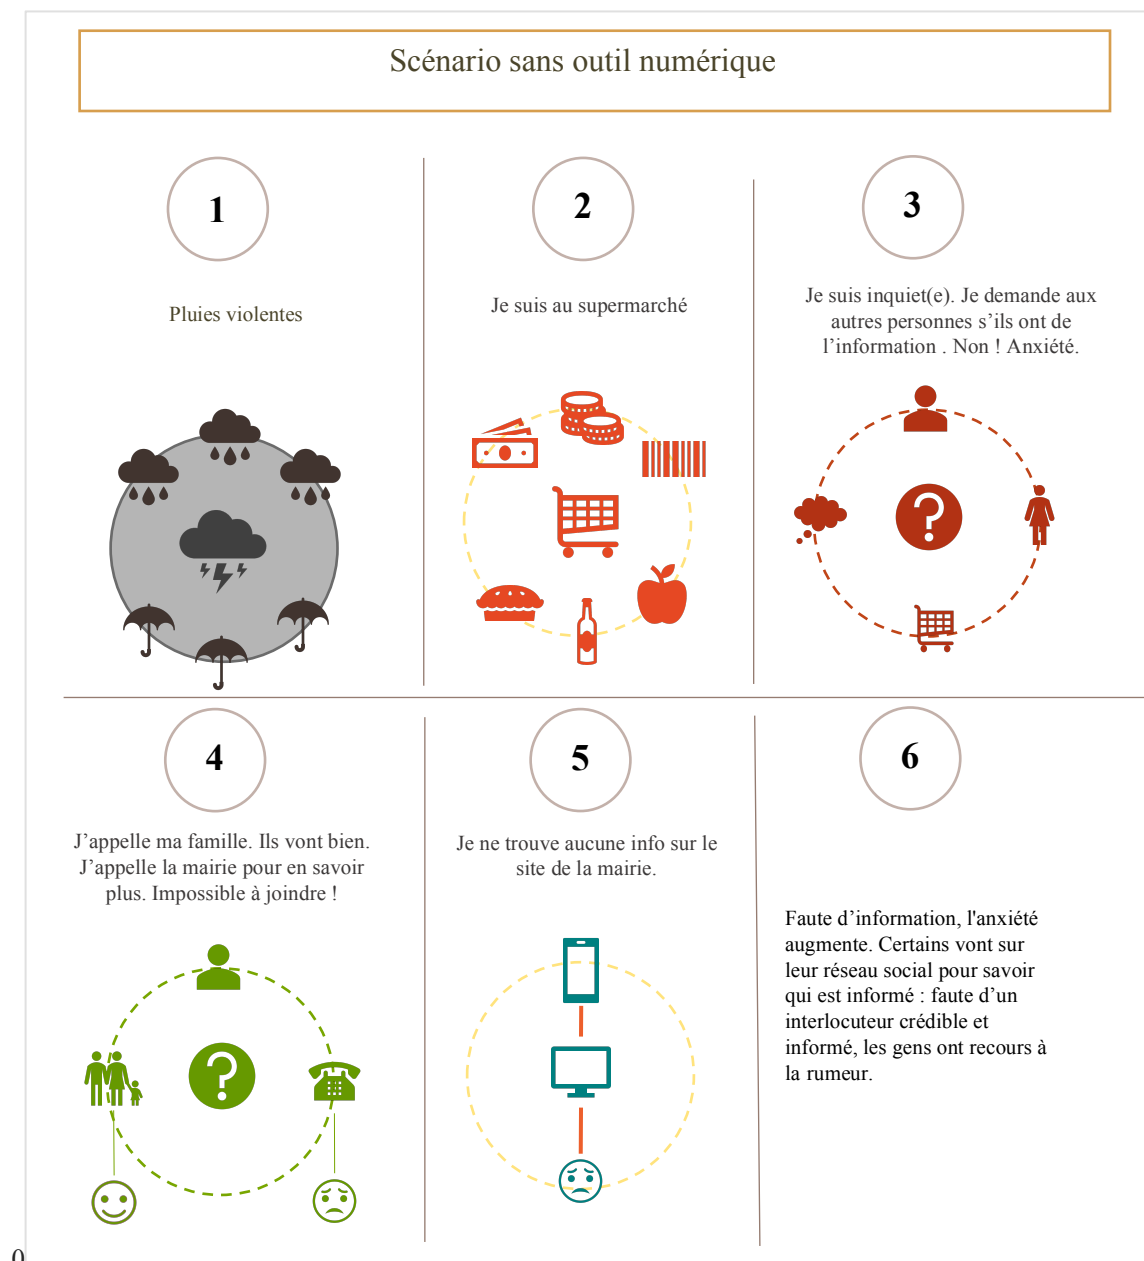 Scénario sans outil numérique
1
Pluies violentes
2
Je suis au supermarché
3
Je suis inquiet(e). Je demande aux
autres personnes s’ils ont de
l’information . Non ! Anxiété.
4
J’appelle ma famille. Ils vont bien.
J’appelle la mairie pour en savoir
plus. Impossible à joindre !
5
Je ne trouve aucune info sur le
site de la mairie.
6
Faute d’information, l'anxiété
augmente. Certains vont sur
leur réseau social pour savoir
qui est informé : faute d’un
interlocuteur crédible et
informé, les gens ont recours à
la rumeur.
0